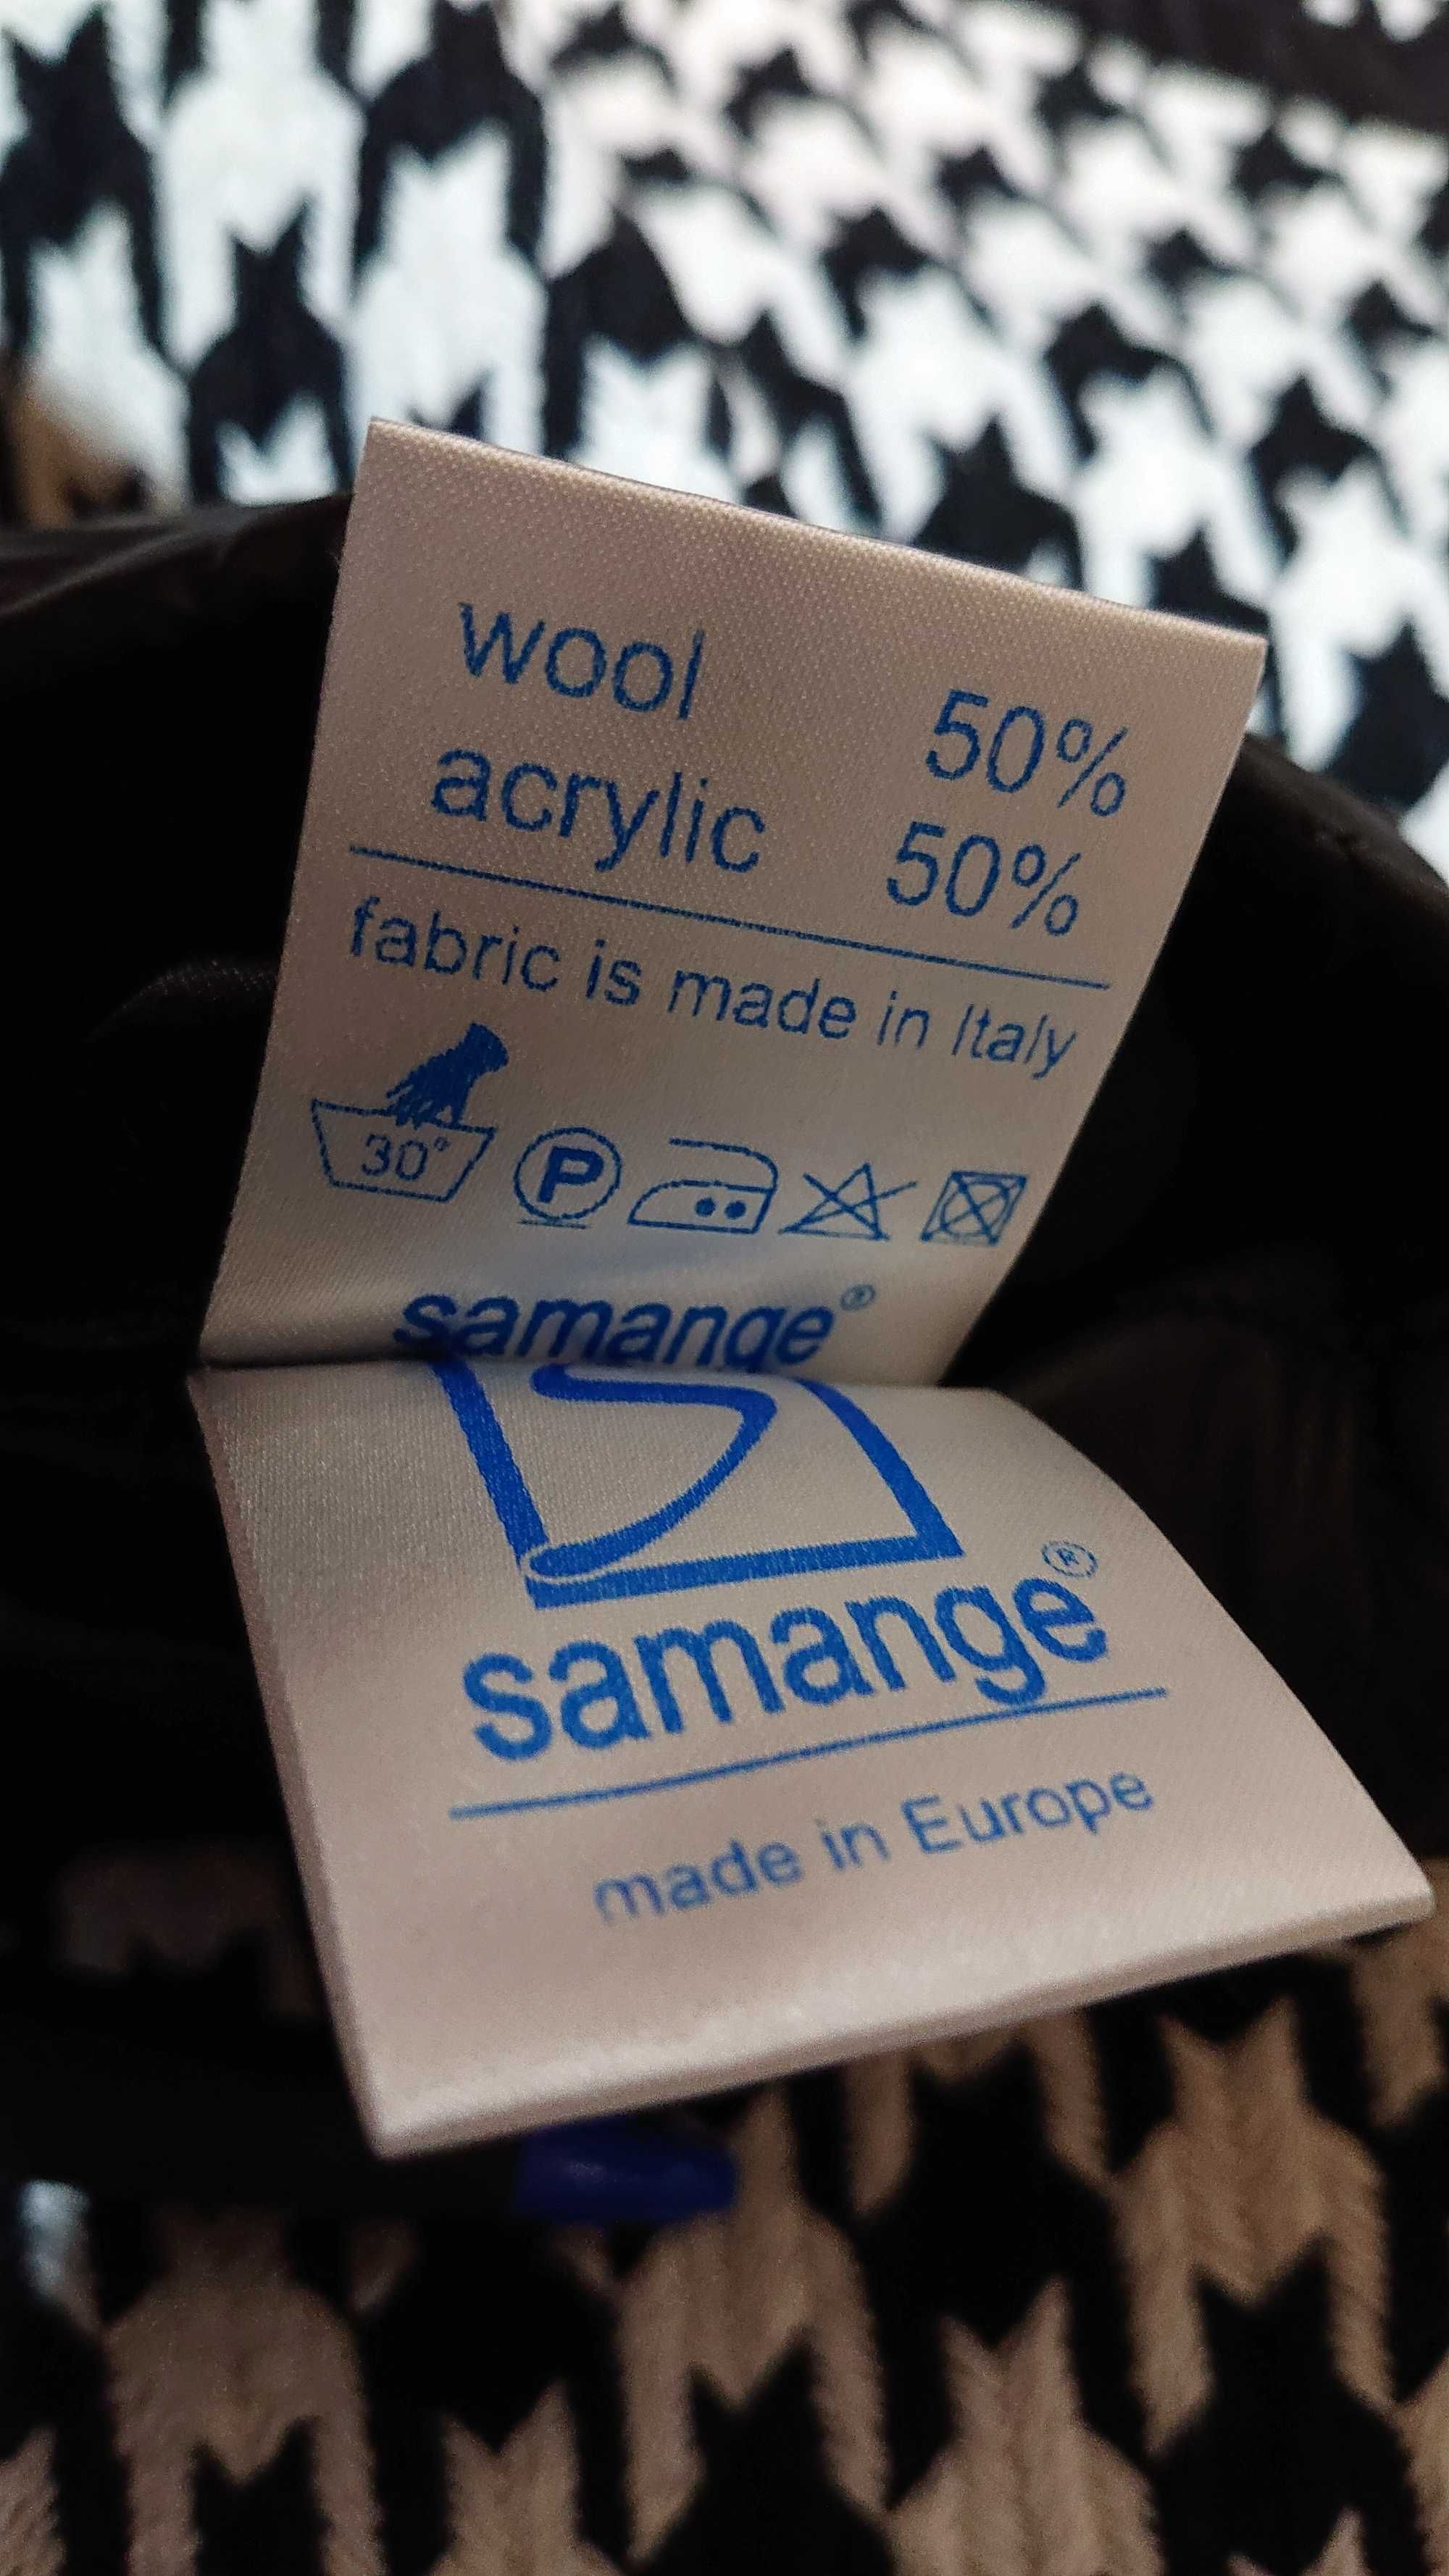 wool 50%
acrylic 50%
fabric is made in Italy
30° P
samange®
samange®
made in Europe